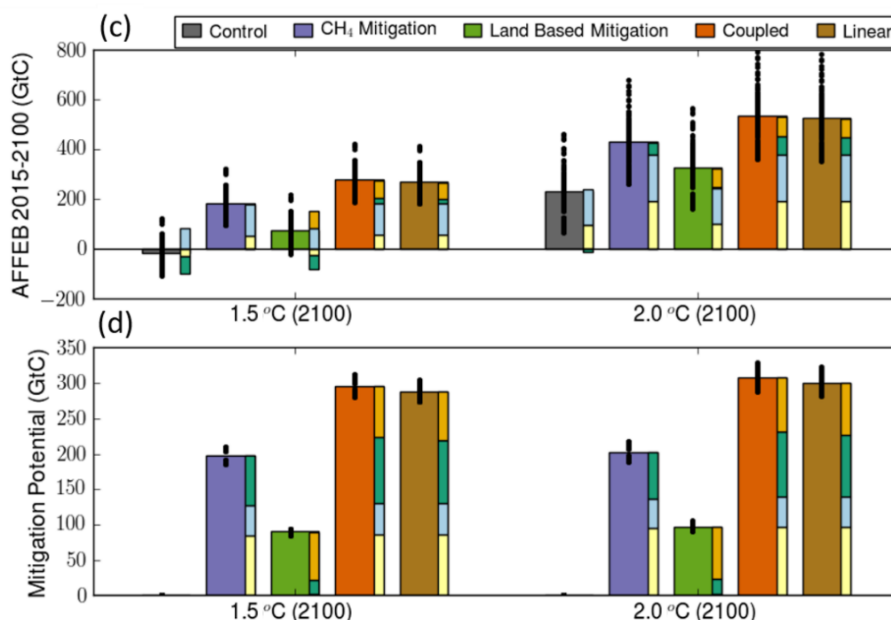 (c)
Control CH₄ Mitigation Land Based Mitigation Coupled Linear
AFFEB 2015-2100 (GtC)
800
600
400
200
0
−200
1.5 °C (2100) 2.0 °C (2100)
(d)
Mitigation Potential (GtC)
350
300
250
200
150
100
50
0
1.5 °C (2100) 2.0 °C (2100)